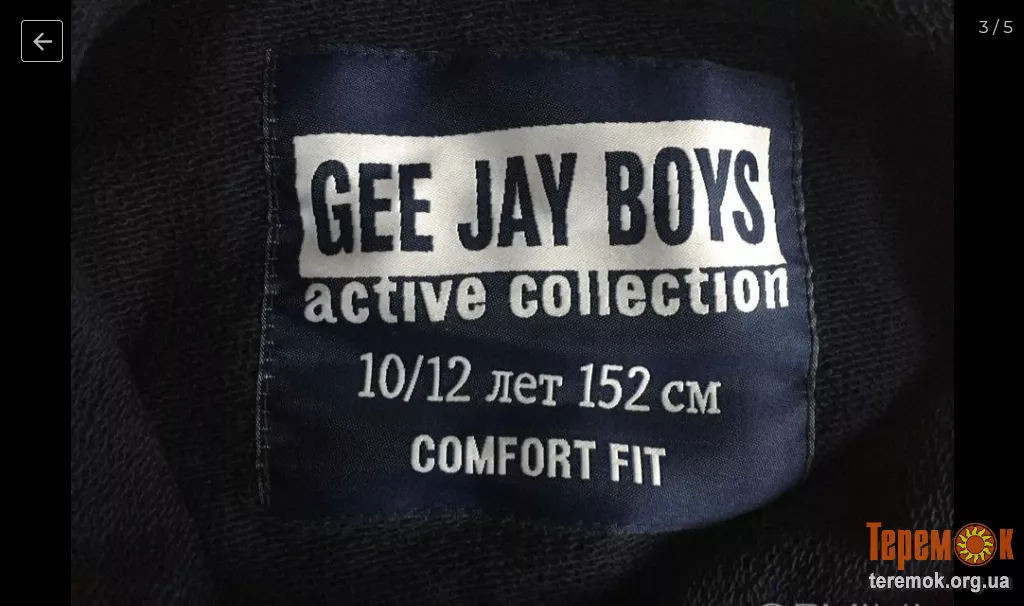 3/5
GEE JAY BOYS
active collection
10/12 лет 152 см
COMFORT FIT
Теремок
teremok.org.ua